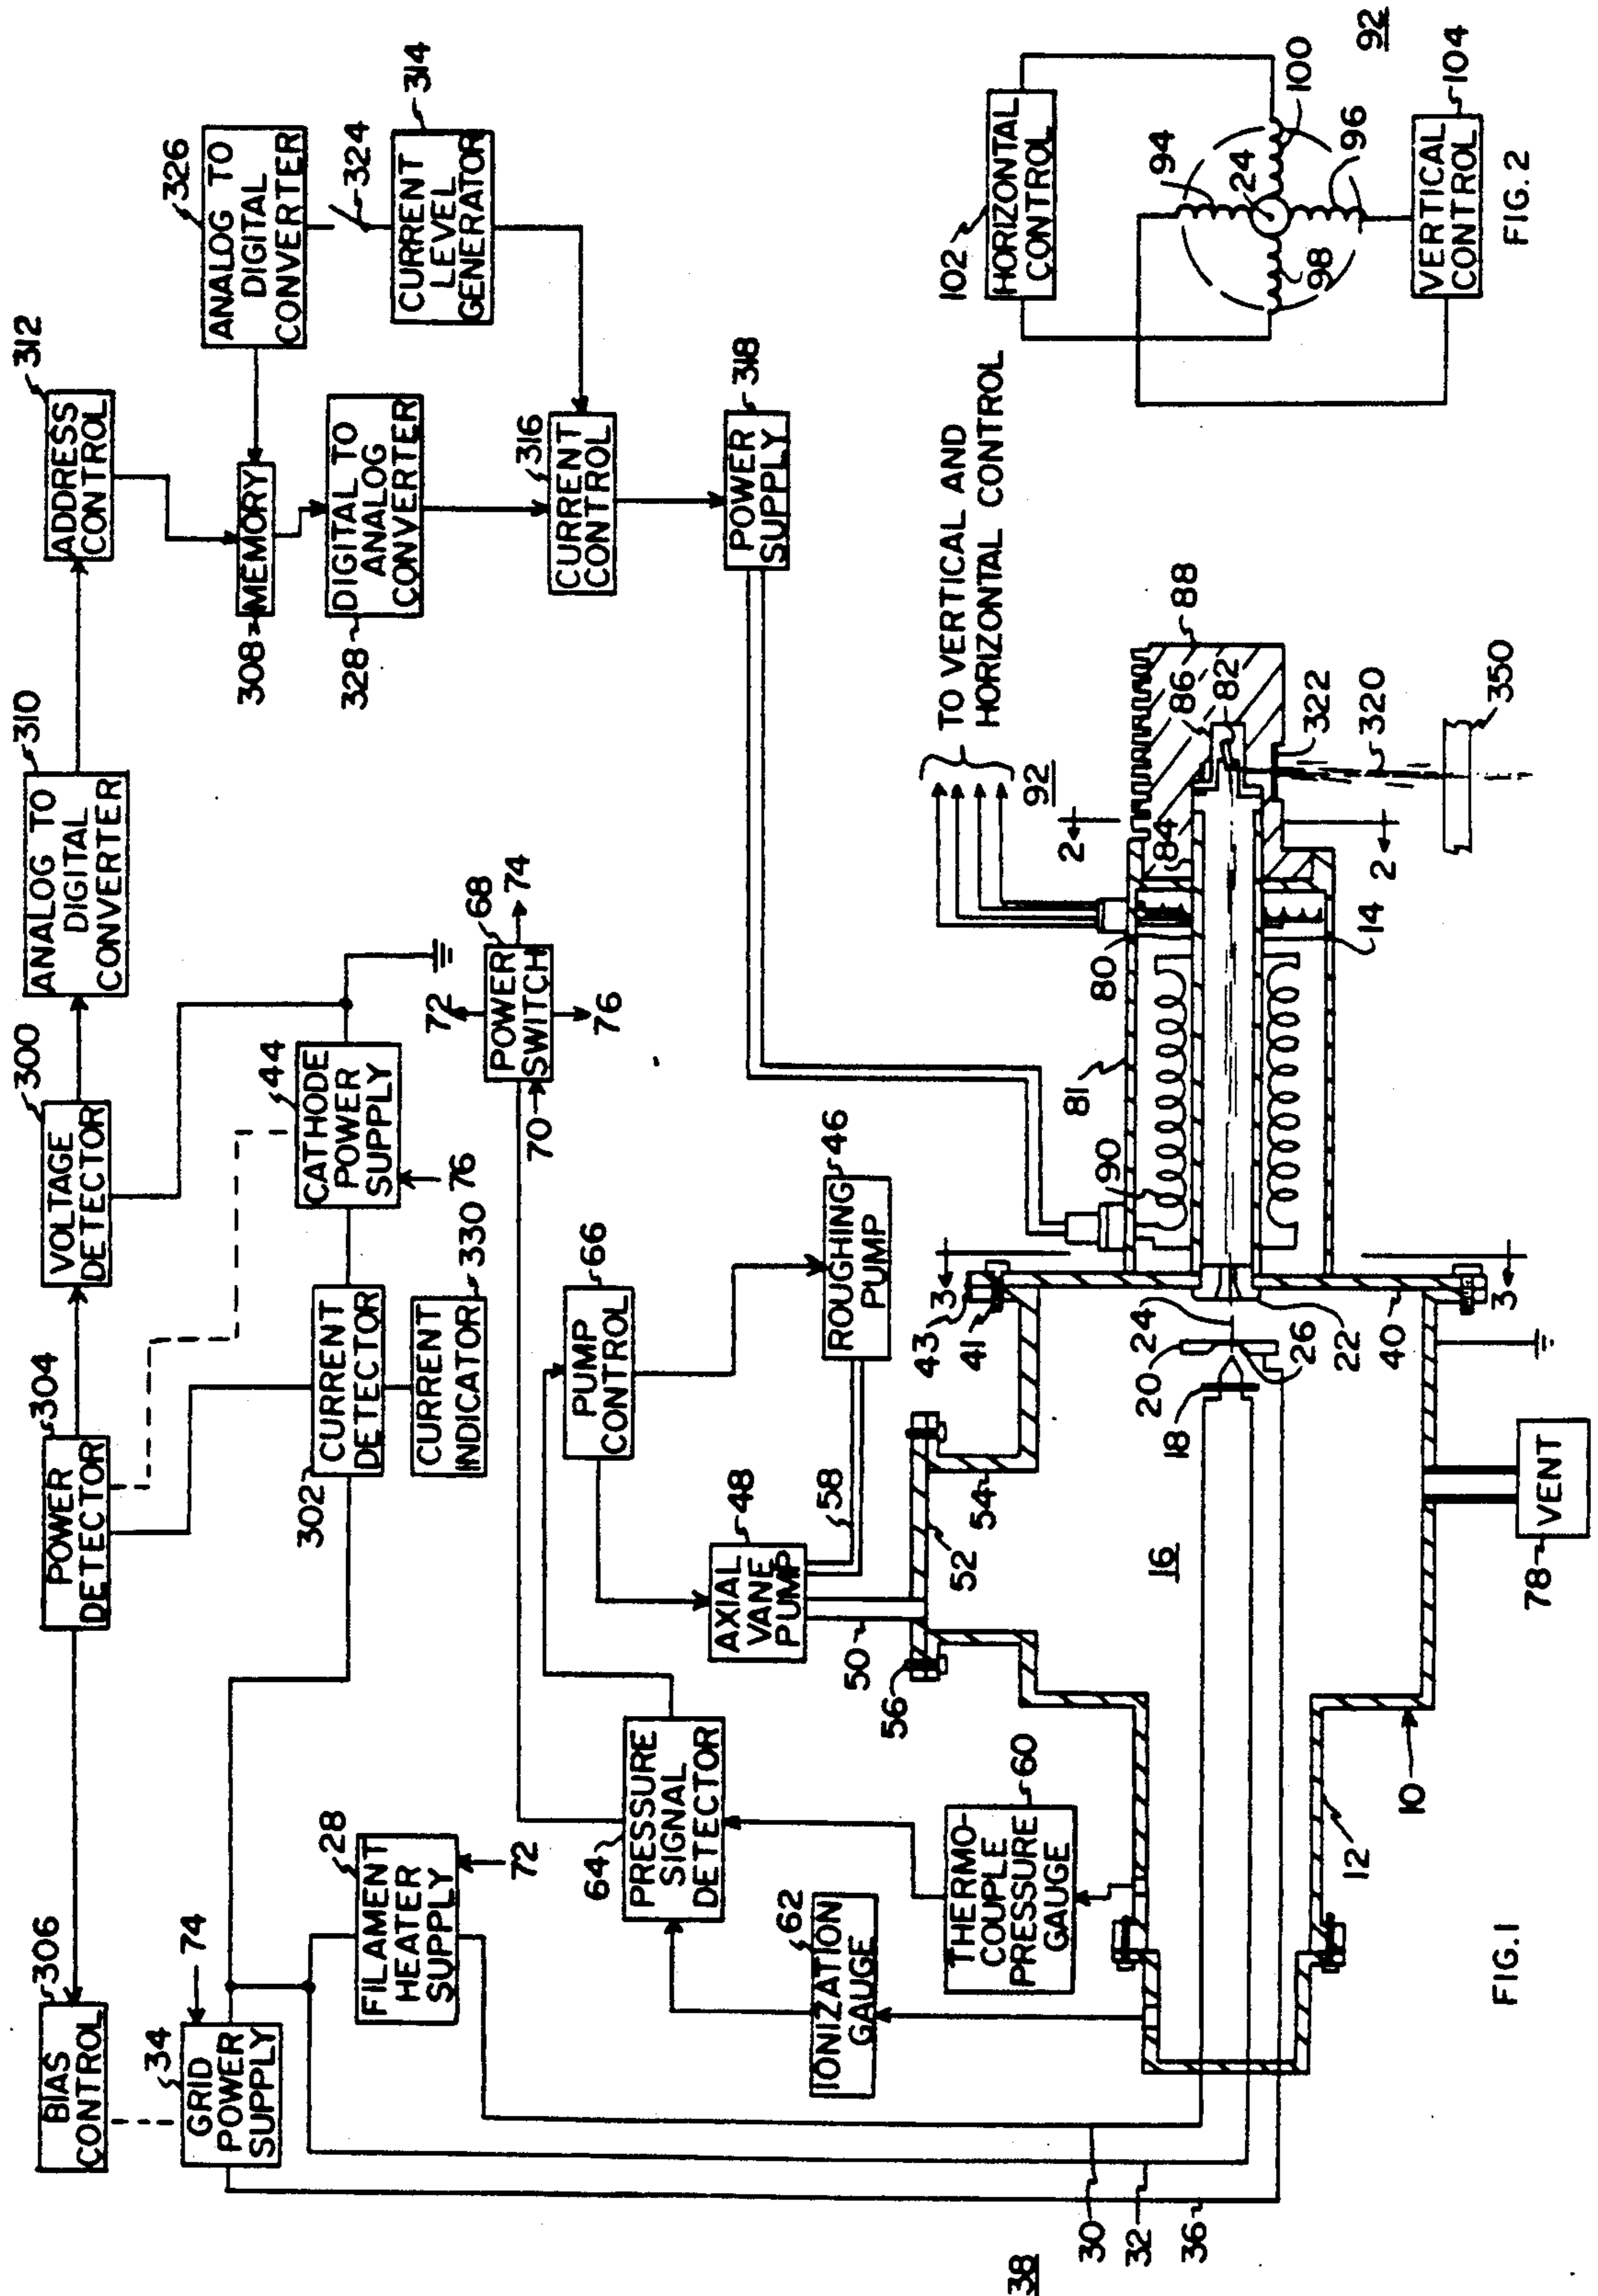 306
BIAS
CONTROL
304
POWER
DETECTOR
300
VOLTAGE
DETECTOR
310
ANALOG TO
DIGITAL
CONVERTER
312
ADDRESS
CONTROL
326
ANALOG TO
DIGITAL
CONVERTER
324
314
CURRENT
LEVEL
GENERATOR
308
MEMORY
328
DIGITAL TO
ANALOG
CONVERTER
316
CURRENT
CONTROL
318
POWER
SUPPLY
34
74
GRID
POWER
SUPPLY
28
FILAMENT
HEATER
SUPPLY
72
302
CURRENT
DETECTOR
CURRENT
INDICATOR
330
44
CATHODE
POWER
SUPPLY
76
68
POWER
SWITCH
70
72
74
76
64
PRESSURE
SIGNAL
DETECTOR
66
PUMP
CONTROL
46
ROUGHING
PUMP
48
AXIAL
VANE
PUMP
50
58
52
54
56
62
IONIZATION
GAUGE
60
THERMO-
COUPLE
PRESSURE
GAUGE
38
30
32
36
16
18
20
24
26
22
40
41
43
3
3
10
12
78
VENT
81
90
80
84
14
92
2
2
86
82
88
322
320
350
TO VERTICAL AND
HORIZONTAL CONTROL
FIG.1
102
HORIZONTAL
CONTROL
94
24
100
98
96
92
VERTICAL
CONTROL
104
FIG.2